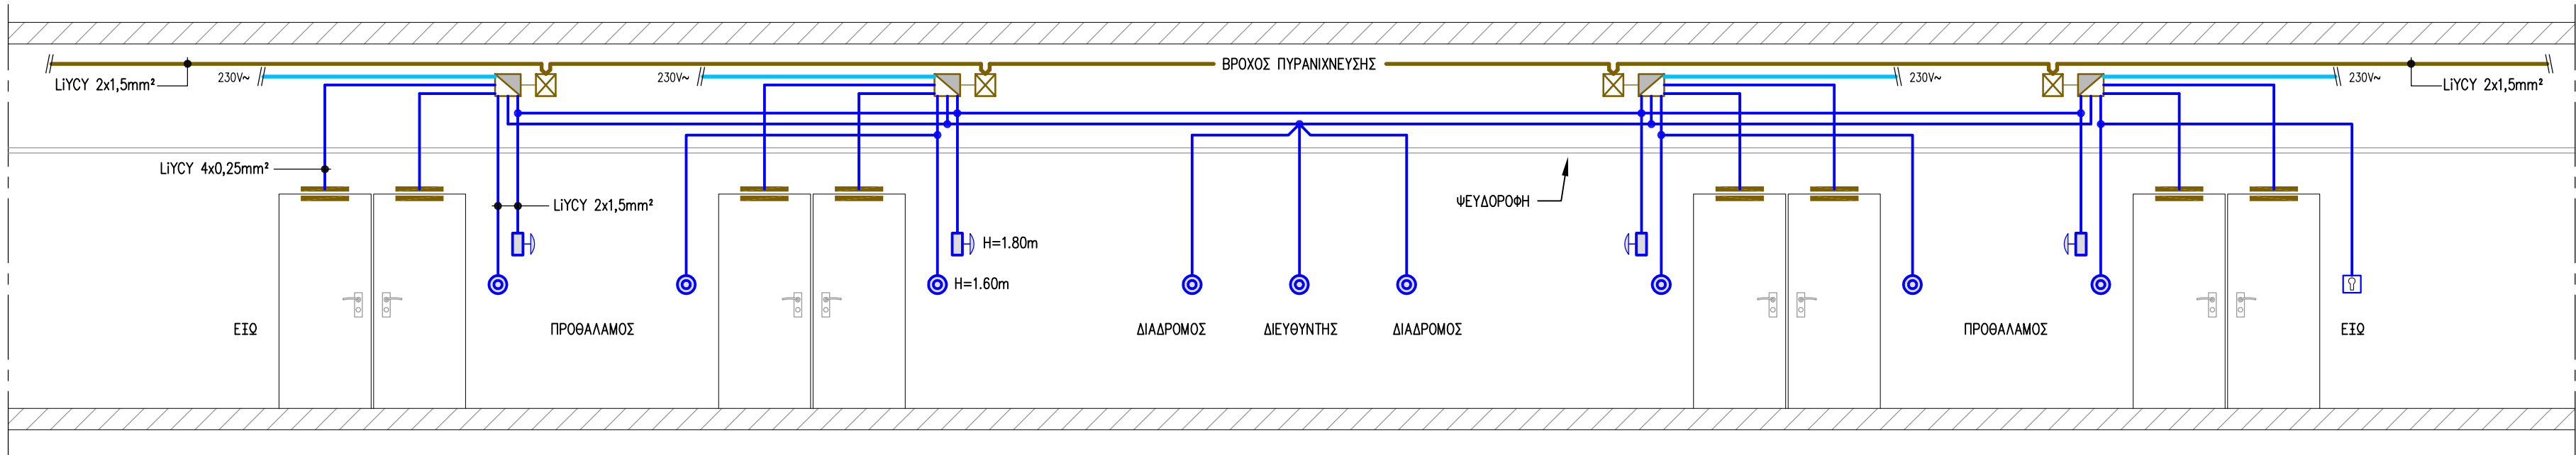 ΒΡΟΧΟΣ ΠΥΡΑΝΙΧΝΕΥΣΗΣ
230V~
230V~
230V~
230V~
LiYCY 2x1,5mm²
LiYCY 2x1,5mm²
LiYCY 4x0,25mm²
ΨΕΥΔΟΡΟΦΗ
LiYCY 2x1,5mm²
H=1.80m
H=1.60m
ΕΞΩ
ΠΡΟΘΑΛΑΜΟΣ
ΔΙΑΔΡΟΜΟΣ
ΔΙΕΥΘΥΝΤΗΣ
ΔΙΑΔΡΟΜΟΣ
ΠΡΟΘΑΛΑΜΟΣ
ΕΞΩ